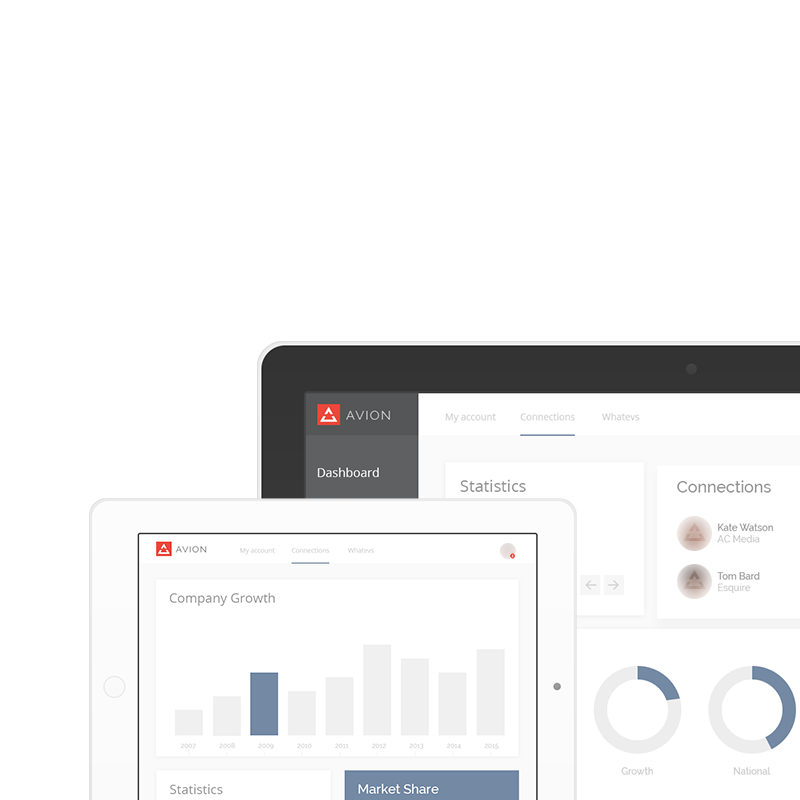 AVION
My account
Connections
Whatevs
Dashboard
Statistics
Connections
Kate Watson
AC Media
Tom Bard
Esquire
Growth
National
AVION
My account
Connections
Whatevs
Company Growth
2007
2008
2009
2010
2011
2012
2013
2014
2015
Statistics
Market Share